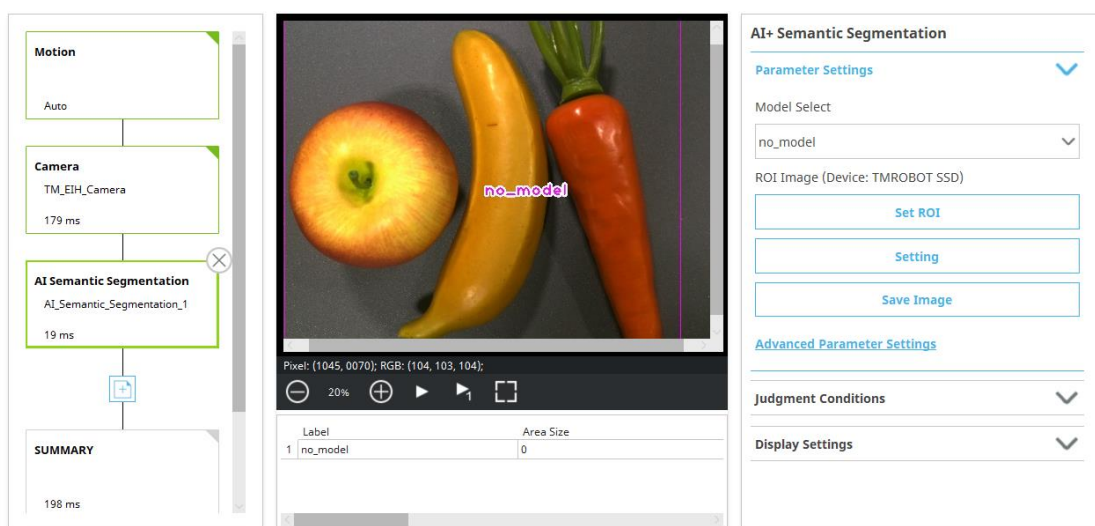 Motion
Auto
Camera
TM_EIH_Camera
179 ms
AI Semantic Segmentation
AI_Semantic_Segmentation_1
19 ms
SUMMARY
198 ms
no_model
Pixel: (1045, 0070); RGB: (104, 103, 104);
20%
1
Label Area Size
1 no_model 0
AI+ Semantic Segmentation
Parameter Settings
Model Select
no_model
ROI Image (Device: TMROBOT SSD)
Set ROI
Setting
Save Image
Advanced Parameter Settings
Judgment Conditions
Display Settings